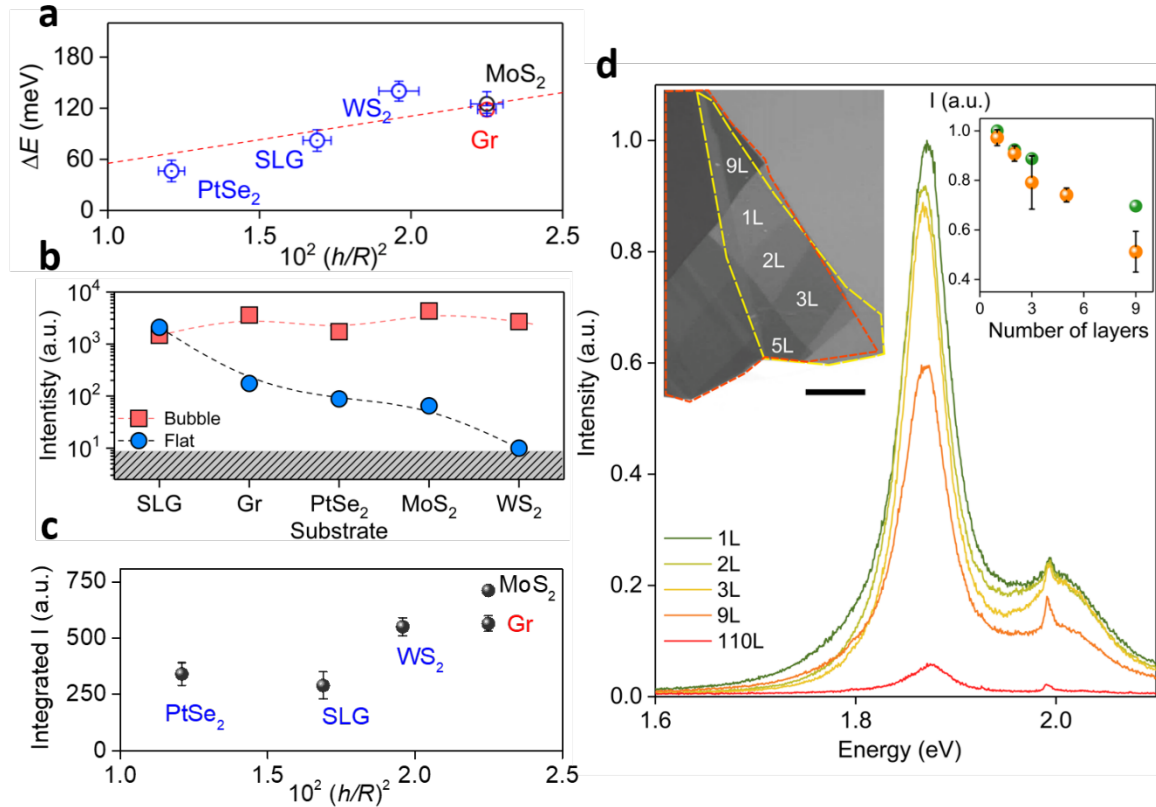 a
ΔE (meV)
180
120
60
0
MoS2
WS2
Gr
SLG
PtSe2
1.0 1.5 2.0 2.5
10^2 (h/R)^2
b
Intentisty (a.u.)
10^4
10^3
10^2
10^1
Bubble
Flat
SLG Gr PtSe2 MoS2 WS2
Substrate
c
Integrated I (a.u.)
750
500
250
0
MoS2
Gr
WS2
PtSe2
SLG
1.0 1.5 2.0 2.5
10^2 (h/R)^2
d
Intensity (a.u.)
1.0
0.8
0.6
0.4
0.2
0.0
9L
1L
2L
3L
5L
I (a.u.)
1.0
0.8
0.6
0.4
0 3 6 9
Number of layers
1L
2L
3L
9L
110L
1.6 1.8 2.0
Energy (eV)